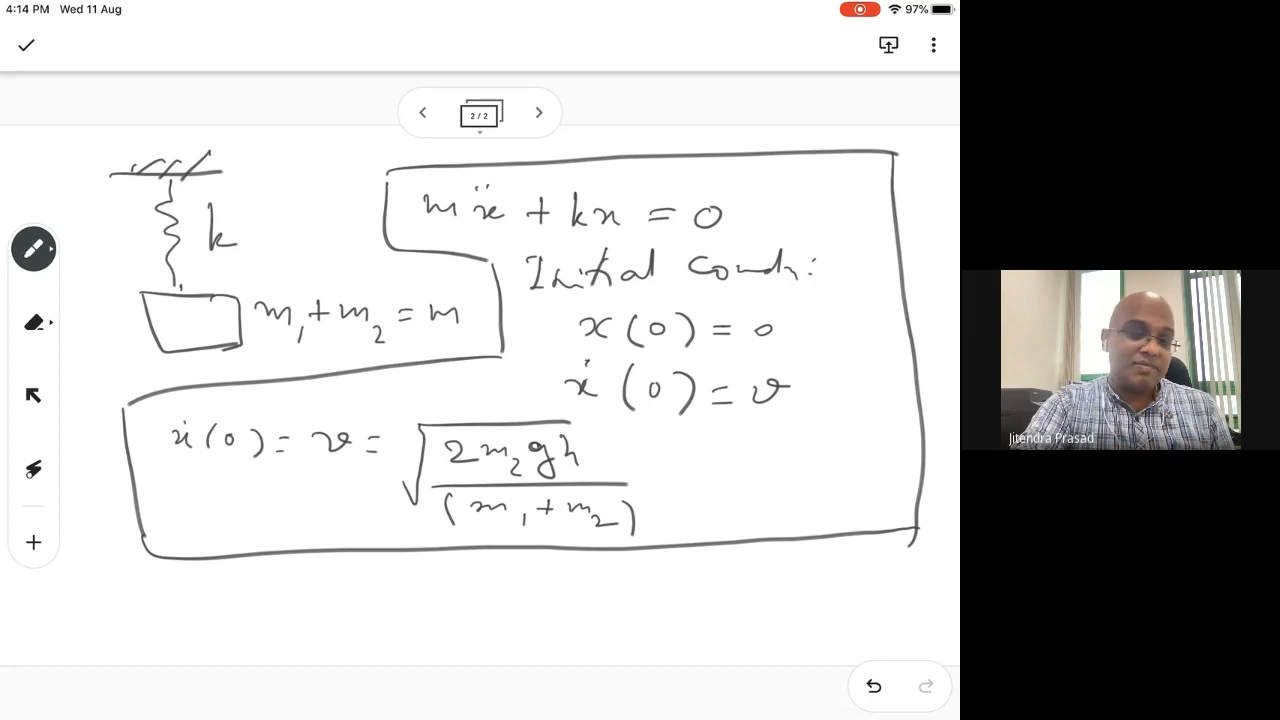 4:14 PM Wed 11 Aug
97%
2 / 2
k
m₁ + m₂ = m
mẍ + kx = 0
Initial Condn:
x(0) = 0
ẋ(0) = v
ẋ(0) = v = √(2m₂gh / (m₁ + m₂))
Jitendra Prasad